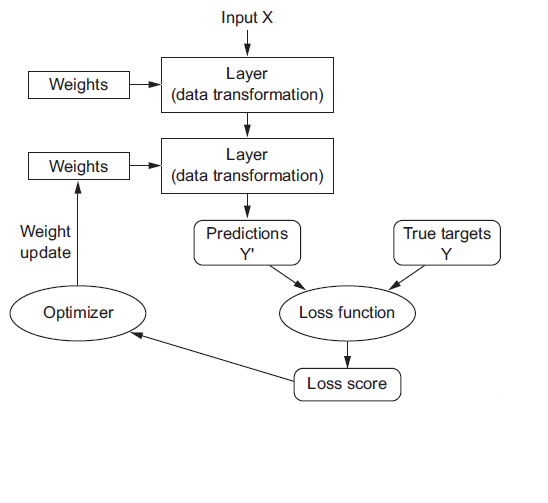 Input X
Layer
(data transformation)
Weights
Layer
(data transformation)
Weights
Weight
update
Predictions
Y'
True targets
Y
Optimizer
Loss function
Loss score